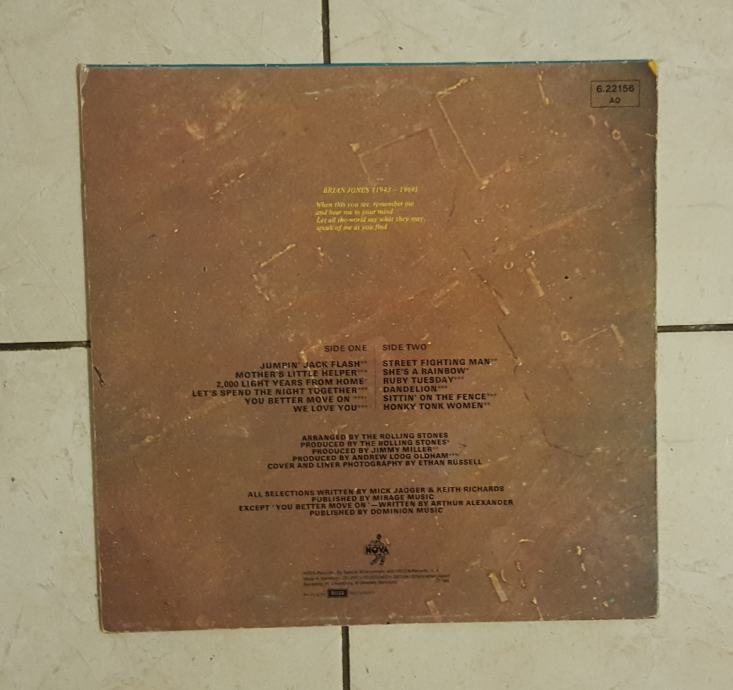 6.22156
AO
BRIAN JONES (1943 – 1969)
When this you see, remember me
and bear me in your mind
Let all the world say what they may,
speak of me as you find
SIDE ONE
JUMPIN' JACK FLASH**
MOTHER'S LITTLE HELPER***
2,000 LIGHT YEARS FROM HOME*
LET'S SPEND THE NIGHT TOGETHER***
YOU BETTER MOVE ON ***
WE LOVE YOU***
SIDE TWO
STREET FIGHTING MAN**
SHE'S A RAINBOW*
RUBY TUESDAY***
DANDELION***
SITTIN' ON THE FENCE***
HONKY TONK WOMEN**
ARRANGED BY THE ROLLING STONES
PRODUCED BY THE ROLLING STONES*
PRODUCED BY JIMMY MILLER**
PRODUCED BY ANDREW LOOG OLDHAM***
COVER AND LINER PHOTOGRAPHY BY ETHAN RUSSELL
ALL SELECTIONS WRITTEN BY MICK JAGGER & KEITH RICHARDS
PUBLISHED BY MIRAGE MUSIC
EXCEPT "YOU BETTER MOVE ON"—WRITTEN BY ARTHUR ALEXANDER
PUBLISHED BY DOMINION MUSIC
NOVA